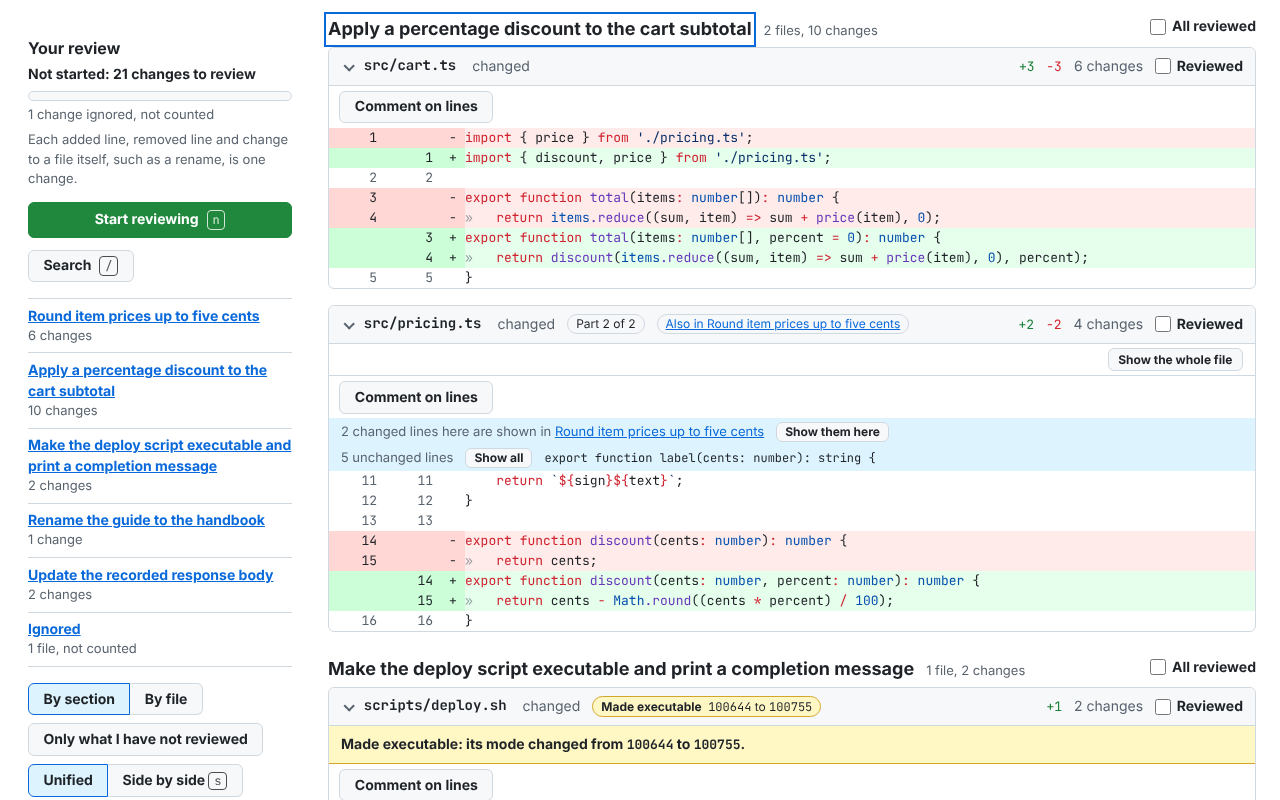 Your review
Not started: 21 changes to review
1 change ignored, not counted
Each added line, removed line and change
to a file itself, such as a rename, is one
change.
Start reviewing n
Search /
Round item prices up to five cents
6 changes
Apply a percentage discount to the
cart subtotal
10 changes
Make the deploy script executable and
print a completion message
2 changes
Rename the guide to the handbook
1 change
Update the recorded response body
2 changes
Ignored
1 file, not counted
By section By file
Only what I have not reviewed
Unified Side by side s
Apply a percentage discount to the cart subtotal 2 files, 10 changes All reviewed
src/cart.ts changed +3 -3 6 changes Reviewed
Comment on lines
1 - import { price } from './pricing.ts';
1 + import { discount, price } from './pricing.ts';
2 2
3 - export function total(items: number[]): number {
4 - » return items.reduce((sum, item) => sum + price(item), 0);
3 + export function total(items: number[], percent = 0): number {
4 + » return discount(items.reduce((sum, item) => sum + price(item), 0), percent);
5 5 }
src/pricing.ts changed Part 2 of 2 Also in Round item prices up to five cents +2 -2 4 changes Reviewed
Show the whole file
Comment on lines
2 changed lines here are shown in Round item prices up to five cents Show them here
5 unchanged lines Show all export function label(cents: number): string {
11 11 return `${sign}${text}`;
12 12 }
13 13
14 - export function discount(cents: number): number {
15 - » return cents;
14 + export function discount(cents: number, percent: number): number {
15 + » return cents - Math.round((cents * percent) / 100);
16 16 }
Make the deploy script executable and print a completion message 1 file, 2 changes All reviewed
scripts/deploy.sh changed Made executable 100644 to 100755 +1 2 changes Reviewed
Made executable: its mode changed from 100644 to 100755.
Comment on lines